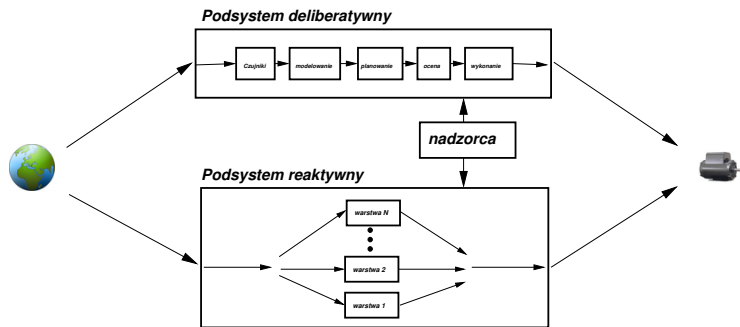 Podsystem deliberatywny
Czujniki
modelowanie
planowanie
ocena
wykonanie
nadzorca
Podsystem reaktywny
warstwa N
warstwa 2
warstwa 1